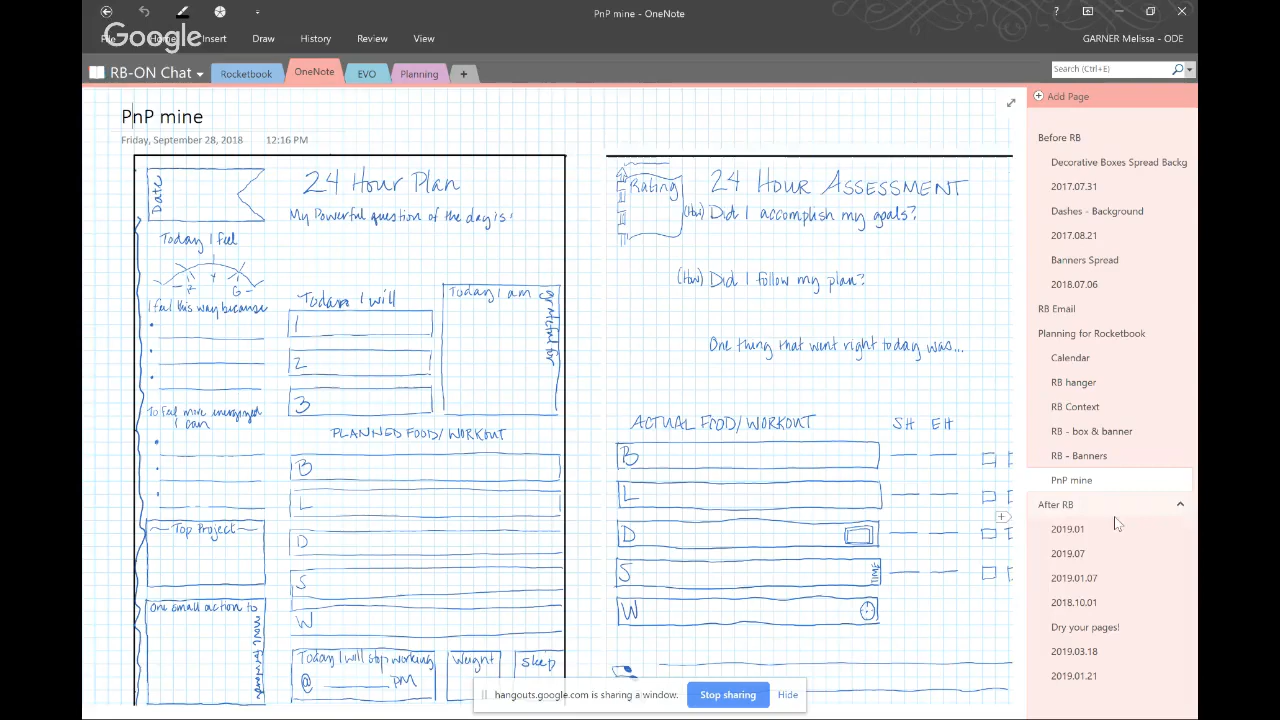 PnP mine - OneNote
Google
File Home Insert Draw History Review View
GARNER Melissa - ODE
RB-ON Chat
Rocketbook
OneNote
EVO
Planning
Search (Ctrl+E)
PnP mine
Friday, September 28, 2018 12:16 PM
Date
24 Hour Plan
My Powerful question of the day is:
Today I feel
R Y G
I feel this way because
Today I will
1
2
3
Today I am grateful for
To feel more energized
I can
PLANNED FOOD/WORKOUT
B
L
D
S
W
Top Project
One small action to
Today I will stop working
@ PM
Weight
Sleep
Rating
24 HOUR ASSESSMENT
(How) Did I accomplish my goals?
(How) Did I follow my plan?
One thing that went right today was...
ACTUAL FOOD/WORKOUT SH EH
B
L
D
S TIME
W
Add Page
Before RB
Decorative Boxes Spread Backg
2017.07.31
Dashes - Background
2017.08.21
Banners Spread
2018.07.06
RB Email
Planning for Rocketbook
Calendar
RB hanger
RB Context
RB - box & banner
RB - Banners
PnP mine
After RB
2019.01
2019.07
2019.01.07
2018.10.01
Dry your pages!
2019.03.18
2019.01.21
hangouts.google.com is sharing a window. Stop sharing Hide